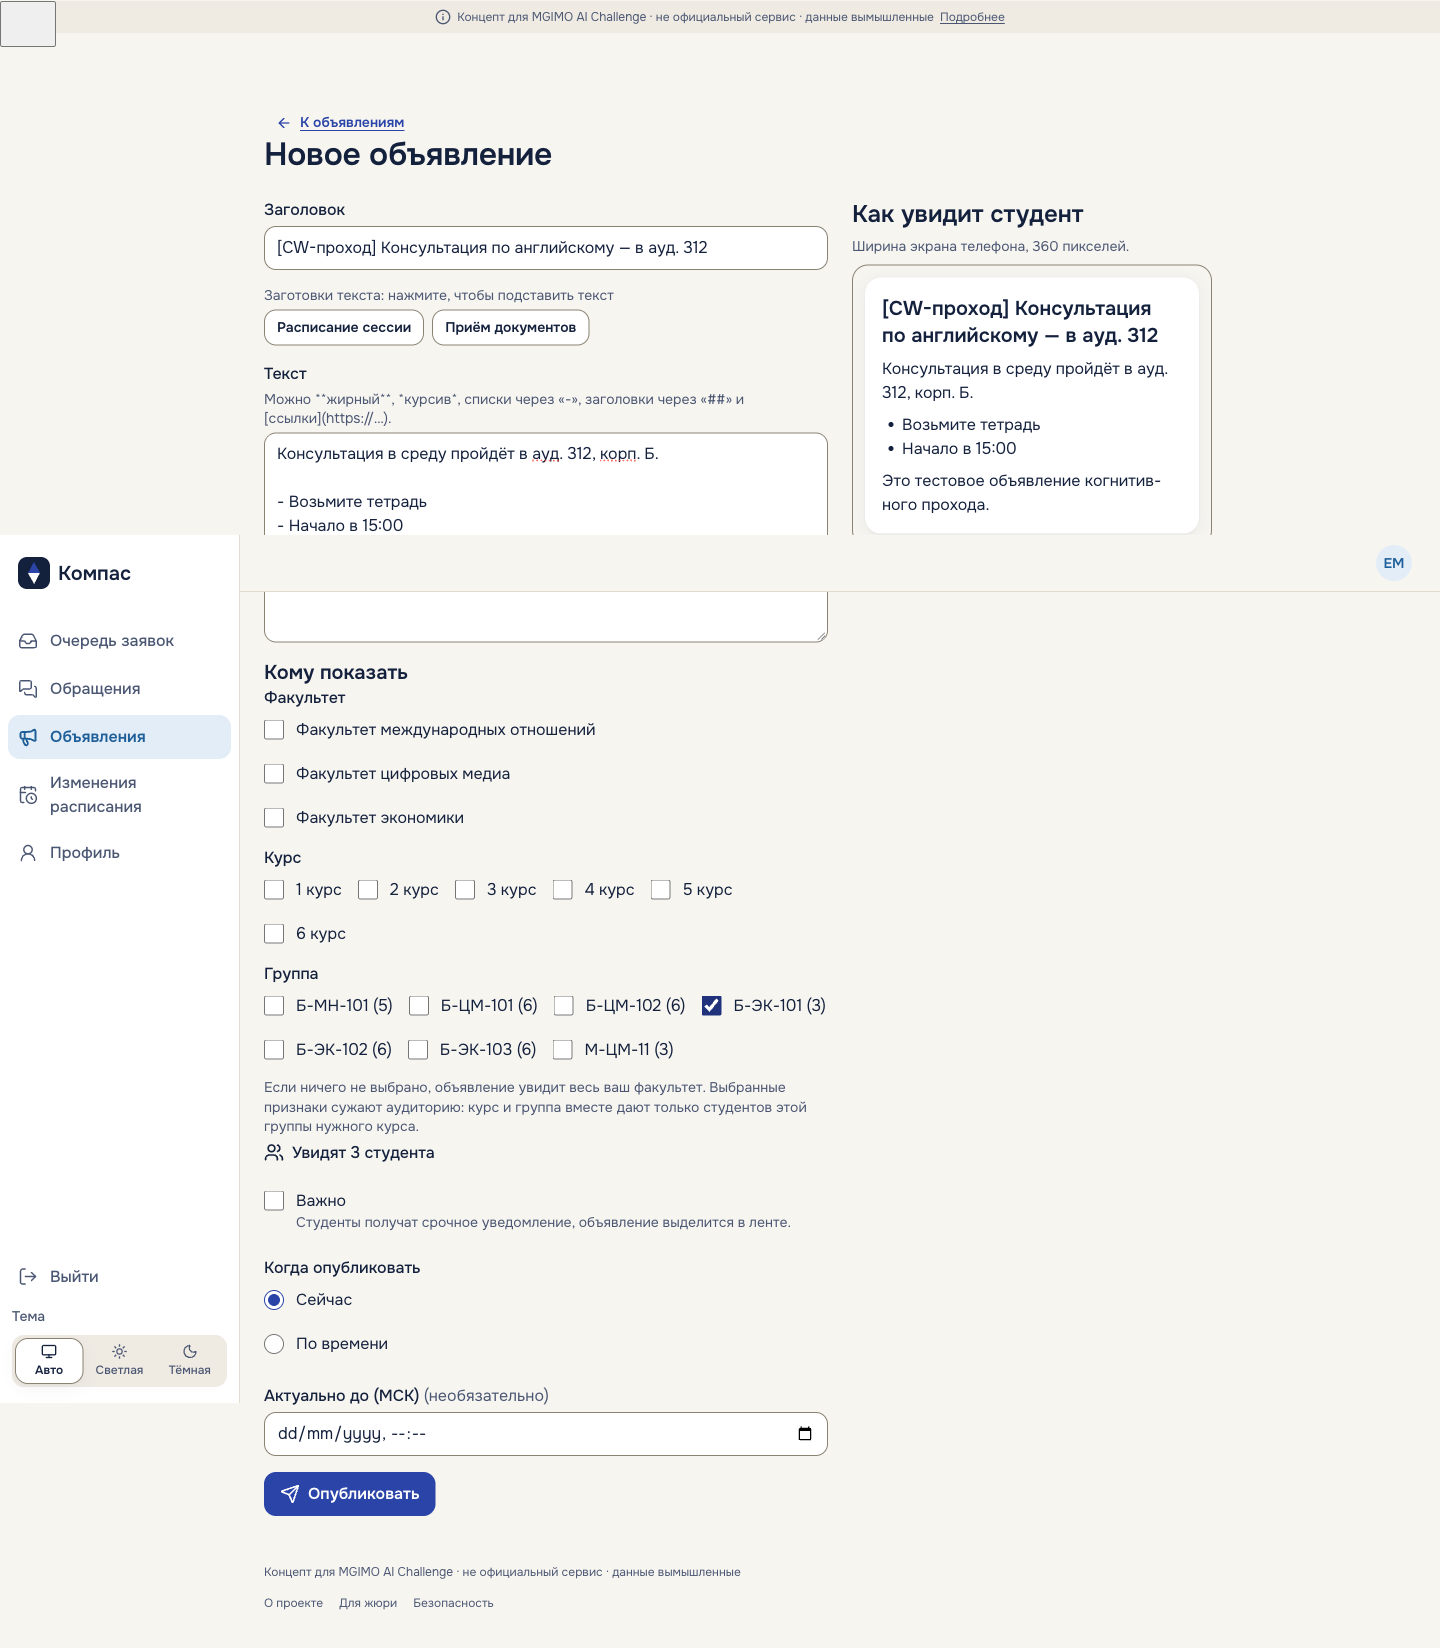 Концепт для MGIMO AI Challenge · не официальный сервис · данные вымышленные Подробнее
К объявлениям
Новое объявление
Заголовок
[CW-проход] Консультация по английскому — в ауд. 312
Заготовки текста: нажмите, чтобы подставить текст
Расписание сессии
Приём документов
Текст
Можно **жирный**, *курсив*, списки через «-», заголовки через «##» и
[ссылки](https://…).
Консультация в среду пройдёт в ауд. 312, корп. Б.
- Возьмите тетрадь
- Начало в 15:00
Как увидит студент
Ширина экрана телефона, 360 пикселей.
[CW-проход] Консультация
по английскому — в ауд. 312
Консультация в среду пройдёт в ауд.
312, корп. Б.
• Возьмите тетрадь
• Начало в 15:00
Это тестовое объявление когнитив-
ного прохода.
Компас
ЕМ
Очередь заявок
Обращения
Объявления
Изменения
расписания
Профиль
Выйти
Тема
Авто
Светлая
Тёмная
Кому показать
Факультет
Факультет международных отношений
Факультет цифровых медиа
Факультет экономики
Курс
1 курс
2 курс
3 курс
4 курс
5 курс
6 курс
Группа
Б-МН-101 (5)
Б-ЦМ-101 (6)
Б-ЦМ-102 (6)
Б-ЭК-101 (3)
Б-ЭК-102 (6)
Б-ЭК-103 (6)
М-ЦМ-11 (3)
Если ничего не выбрано, объявление увидит весь ваш факультет. Выбранные
признаки сужают аудиторию: курс и группа вместе дают только студентов этой
группы нужного курса.
Увидят 3 студента
Важно
Студенты получат срочное уведомление, объявление выделится в ленте.
Когда опубликовать
Сейчас
По времени
Актуально до (МСК) (необязательно)
dd/mm/yyyy, --:--
Опубликовать
Концепт для MGIMO AI Challenge · не официальный сервис · данные вымышленные
О проекте
Для жюри
Безопасность